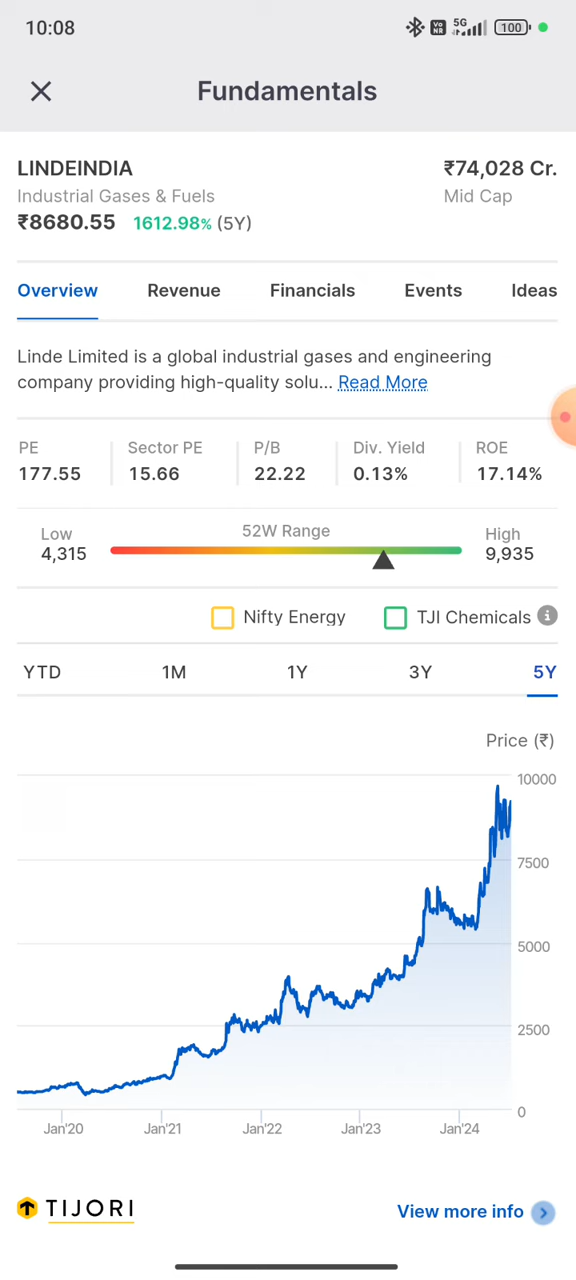 10:08 Vo NR 5G 100
Fundamentals
LINDEINDIA ₹74,028 Cr.
Industrial Gases & Fuels Mid Cap
₹8680.55 1612.98% (5Y)
Overview Revenue Financials Events Ideas
Linde Limited is a global industrial gases and engineering
company providing high-quality solu... Read More
PE Sector PE P/B Div. Yield ROE
177.55 15.66 22.22 0.13% 17.14%
Low 52W Range High
4,315 9,935
Nifty Energy TJI Chemicals i
YTD 1M 1Y 3Y 5Y
Price (₹)
10000
7500
5000
2500
0
Jan'20 Jan'21 Jan'22 Jan'23 Jan'24
TIJORI View more info